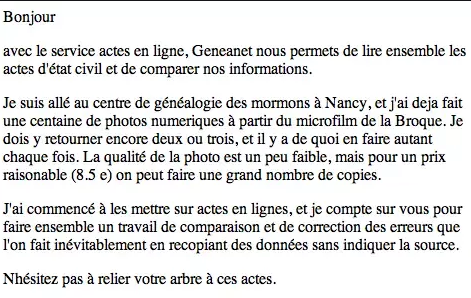 Bonjour
avec le service actes en ligne, Geneanet nous permets de lire ensemble les
actes d'état civil et de comparer nos informations.
Je suis allé au centre de généalogie des mormons à Nancy, et j'ai deja fait
une centaine de photos numeriques à partir du microfilm de la Broque. Je
dois y retourner encore deux ou trois, et il y a de quoi en faire autant
chaque fois. La qualité de la photo est un peu faible, mais pour un prix
raisonable (8.5 e) on peut faire une grand nombre de copies.
J'ai commencé à les mettre sur actes en lignes, et je compte sur vous pour
faire ensemble un travail de comparaison et de correction des erreurs que
l'on fait inévitablement en recopiant des données sans indiquer la source.
Nhésitez pas à relier votre arbre à ces actes.